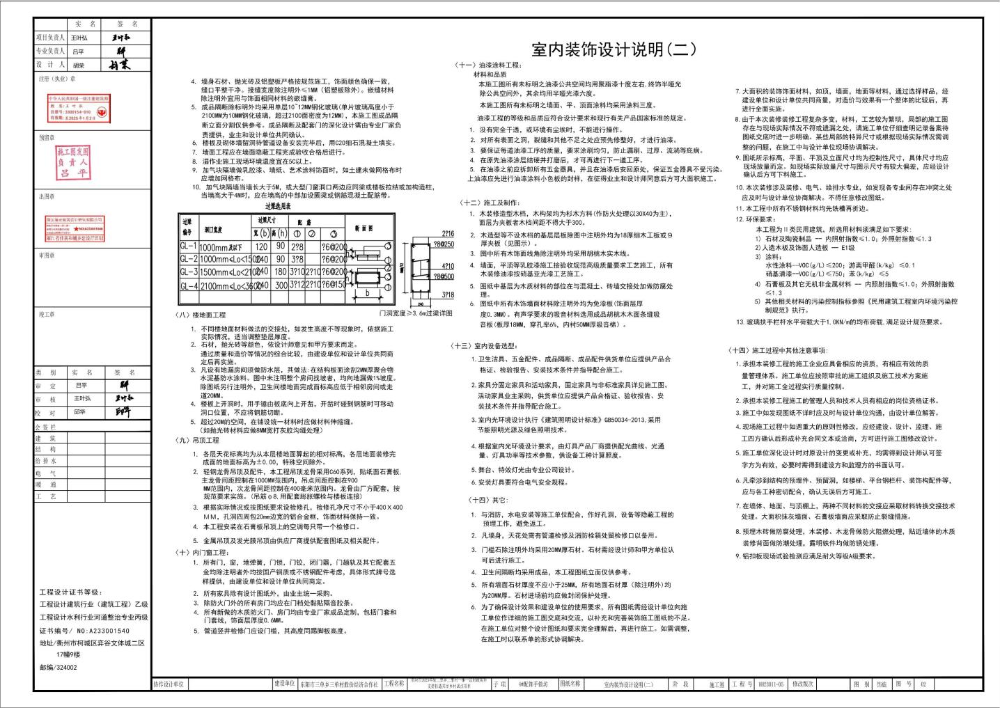 实 名 签 名
项目负责人 王叶弘
专业负责人 吕平
设 计 人 胡荣
注册(执业)章
中华人民共和国一级注册建筑师
姓 名:王 叶 弘
注册号:3300154-010
有效期:至2025年1月2日
预留章
施工图发图
负 责 人
吕 平
出图章
NO:A233001540
审图章
竣工章
类 别 实 名 签 名
审 定 吕平
审 核 王叶弘
校 对 邱华
会签栏
建 筑
结 构
给排水
电 气
暖 通
工 艺
工程设计证书等级:
工程设计建筑行业(建筑工程)乙级
工程设计水利行业河道整治专业丙级
证书编号/ NO:A233001540
地址/衢州市柯城区弈谷文体城二区
17幢9楼
邮编/324002
室内装饰设计说明(二)
4. 墙身石材、抛光砖及铝塑板严格按规范施工,饰面颜色确保一致,
缝口平整干净。接缝宽度除注明外≤1MM(铝塑板除外)。嵌缝材料
除注明外宜用与饰面相同材料的嵌缝膏。
5. 成品隔断除标明外均采用单层10~12MM钢化玻璃(单片玻璃高度小于
2100MM为10MM钢化玻璃,超过2100面密度为12MM),本施工图成品隔
断立面分割仅供参考。成品隔断及配套门的深化设计需由专业厂家负
责提供,业主和设计单位共同确认。
6. 楼板及砌体墙留洞待管道设备安装完毕后,用C20细石混凝土填实。
7. 墙面工程应在墙面隐蔽工程完成验收合格后进行。
8. 湿作业施工现场环境温度宜在5C以上。
9. 加气块隔墙做乳胶漆、墙纸、艺术涂料饰面时,如土建未做网格布时
应增加网格布。
10. 加气块隔墙当墙长大于5M,或大型门窗洞口两边应同梁或楼板拉结或加构造柱,
当墙高大于4M时,应在墙高的中部加设圈梁或钢筋混凝土配筋带。
过梁选用表
过梁编号 洞口宽度 过梁尺寸 宽(b) 高(h) 配 筋 ① ② ③ 断 面 图
GL-1 1000mm及以下 120 90 2?8 ?6@200
GL-2 1000mm≤Lo<1500 240 90 3?8 ?6@200
GL-3 1500mm≤Lo<2100 240 180 3?10 2?10 ?6@200
GL-4 2100mm≤Lo<3600 240 300 3?12 2?10 ?6@150
b
2?16
?8@250
4?10
?8@500
3?18
240
门洞宽度≥3.6m过梁详图
(八)楼地面工程
1. 不同楼地面材料做法的交接处,如发生高度不等现象时,依据施工
实际情况,适当调整垫层厚度。
2. 石材,抛光砖等颜色,依设计师意见和甲方要求而定。
通过质量和造价等情况的综合比较,由建设单位和设计单位共同商
定后再实施。
3. 凡设有地漏房间须做防水层,其做法:在结构板面涂刮2MM厚聚合物
水泥基防水涂料。图中未注明整个房间找坡者,均向地漏做1%坡度。
除图纸另行注明外,卫生间楼地面完成面标高应低于相邻房间或走
道20MM。
4. 楼板上开洞时,用手锤由板底向上开凿,开凿时碰到钢筋时可移动
洞口位置,不应将钢筋切断。
5. 超过20M的空间,在铺设统一材料时应做材料伸缩缝。
(如抛光砖材料应做8MM宽打灰胶沟缝处理)
(九)吊顶工程
1. 各层天花标高均为从本层楼地面算起的相对标高,各层地面装修完
成面的地面标高为±0.00,特殊空间除外。
2. 轻钢龙骨吊顶及配件,本工程吊顶龙骨采用C60系列,贴纸面石膏板,
主龙骨间距控制在1000MM范围内,吊点间距控制在900
MM范围内,次龙骨间距控制在400毫米范围内。龙骨由厂方配套,按
规范要求实施。(吊筋φ8,用配套膨胀螺栓与楼板连接)
3. 根据实际情况或按图纸要求设检修孔,检修孔净尺寸不小于400X400
MM,孔洞四周包20mm边宽的铝合金框,饰面材料保持一致。
4. 本工程安装在石膏板吊顶上的空调每只带一个检修口。
5. 金属吊顶及发光膜吊顶由供应厂商提供配套图纸及相关配件。
(十)内门窗工程:
1. 所有门,窗,地弹簧,门锁,门铰,闭门器,门趟轨及其它配套五
金均除注明者外均按国产铜质或不锈钢配件考虑,具体形式牌号选
样提供,由建设单位和设计单位共同商定。
2. 所有家具除有设计图纸外,由业主统一采购。
3. 除防火门外的所有房门均应在门档处黏贴隔音胶条。
4. 所有新做的木质防火门、房门均由专业厂家成品定制,包括门套和
门套线,饰面层厚度0.6MM。
5. 管道竖井检修门应设门槛,其高度同踢脚板高度。
(十一)油漆涂料工程:
材料和品质
本施工图所有未标明之油漆公共空间均用聚脂漆十度左右,终饰半哑光
除公共空间外,其余均用半哑光漆六度。
本施工图所有未标明之墙面、平、顶面涂料均采用涂料三度。
油漆工程的等级和品质应符合设计要求和现行有关产品国家标准的规定。
1. 没有完全干透,或环境有尘埃时,不能进行操作。
2. 对所有表面之洞,裂缝和其他不足之处应预先修整好,才进行油漆。
3. 要保证每道油漆工序的质量,要求涂刷均匀,防止漏刷、过厚、流淌等庇病。
4. 在原先油漆涂层结硬并打磨后,才可再进行下一道工序。
5. 在油漆之前应拆卸所有五金器具,并且在油漆后安回原处,保证五金器具不受污染。
上油漆应先进行油漆涂料小色板的封样,在征得业主和设计师同意后方可大面积施工。
(十二)施工及制作:
1. 木装修造型木档,木构架均为杉木方料(作防火处理以30X40为主),
面层为夹板者木档间距不得大于300。
2. 木造型等不设木档的基层层板除图中注明外均为18厚细木工板或9
厚夹板(见图示)。
3. 图中所有木饰面线角除注明外均采用胡桃木实木线。
4. 墙面,平顶等乳胶漆施工按验收规范高级质量要求工艺施工,所有
木装修油漆按硝基亚光漆工艺施工。
5. 图纸中基层为木质材料的部位在与混凝土、砖墙交接处加做防腐处
理。
6. 图纸中所有木饰墙面材料除注明外均为免漆板(饰面层厚
度0.3MM)。有声学要求的吸音材料选用成品胡桃木木面条缝吸
音板(板厚18MM,穿孔率6%,内衬50MM厚吸音棉)。
(十三)室内设备选型:
1.卫生洁具、五金配件、成品隔断、成品配件供货单位应提供产品合
格证、检验报告、安装技术条件并指导配合施工。
2.家具分固定家具和活动家具,固定家具与非标准家具详见施工图。
活动家具业主采购,供货单位应提供产品合格证、验收报告、安
装技术条件并指导配合施工。
3.室内光环境设计执行《建筑照明设计标准》GB50034-2013,采用
节能照明光源及绿色照明技术。
4.根据室内光环境设计要求,由灯具产品厂商提供配光曲线、光通
量、灯具功率等技术参数,供设备工种计算照度。
5.舞台、特效灯光由专业公司设计。
6.安装灯具要符合电气安全规程。
(十四)其它:
1. 与消防,水电安装等施工单位配合,作好孔洞,设备等隐蔽工程的
预埋工作,避免返工。
2. 凡墙身,天花处需有管道检修及消防栓箱处留检修口以备用。
3. 门槛石除注明外均采用20MM厚石材。石材需经设计师和甲方单位认
可后进行施工。
4. 卫生间隔断均采用成品,本工程图纸立面仅供参考。
5. 所有墙面石材厚度不应小于25MM,所有地面石材厚(除注明外)均
为20MM厚。石材进场前均应做封闭保护处理。
6. 为了确保设计效果和建设单位的使用要求,所有图纸需经设计单位向施
工单位作详细的施工图交底和交流,以补充和完善装饰施工图纸的不足。
在施工单位对整个设计图纸和要求完全理解后,再进行施工。如需调整,
在施工时以联系单的形式协调解决。
7.大面积的装饰饰面材料,如顶,墙面,地面等材料,通过选择样品,经
建设单位和设计单位共同商量,对造价与效果有一个整体的比较后,再
进行全面实施。
8.由于本次装修装修工程复杂多变,材料,工艺较为繁琐,局部的施工图
存在与现场实际情况不符或遗漏之处,请施工单位仔细查明记录备案待
图纸交底时进一步明确。某些局部的特异尺寸或根据现场实际情况需调
整的问题,在施工中与设计单位现场协调解决。
9.图纸所示标高,平面、平顶及立面尺寸均为控制性尺寸,具体尺寸均应
现场放量而定。如现场实际放量尺寸与图示尺寸有较大偏差,应经设计
确认后方可下料施工。
10.本次装修涉及装修、电气、给排水专业,如发现各专业间存在冲突之处
应及时与设计单位协商解决。不得任意修改图纸。
11.本工程中所有不锈钢材料均先铣槽再折边。
12.环保要求:
本工程为Ⅱ类民用建筑,所选用材料须满足如下要求:
1) 石材及陶瓷制品 -- 内照射指数≤1.0;外照射指数≤1.3
2)人造木板及饰面人造板 -- E1级
3) 涂料:
水性涂料--VOC(g/L)≤200;游离甲醛(k/kg) ≤0.1
硝基清漆--VOC(g/L)≤750;苯(k/kg) ≤5
4) 石膏板及其它无机非金属材料 -- 内照射指数≤1.0;外照射指数
≤1.3
5) 其他相关材料的污染控制指标参照《民用建筑工程室内环境污染控
制规范》执行。
13.玻璃扶手栏杆水平荷载大于1.0KN/m的均布荷载,满足设计规范要求。
(十四)施工过程中其他注意事项:
1.承担本装修工程的施工企业应具备相应的资质,有相应有效的质
量管理体系。施工单位应按照审批的施工组织及施工技术方案施
工,并对施工全过程实行质量控制。
2.承担本装修工程施工的管理人员和技术人员有相应的岗位资格证书。
3.施工中如发现图纸不详时应及时与设计单位沟通,由设计单位解答。
4.现场施工过程中如遇重大的原则性修改,应经建设、设计、监理、施
工四方确认后形成补充合同文本或洽商,方可进行施工图修改设计。
5.施工单位深化设计时对原设计的变更或补充,均需得到设计师认可签
字方为有效,必要时需得到建设方和监理方的书面认可。
6.凡牵涉到结构的预埋件、预留洞,如楼梯、平台钢栏杆、装饰构配件等,
应与各工种密切配合,确认无误后方可施工。
7.在墙体、地面、与顶棚上,两种不同材料的交接应采取材料转换交接技术
处理。大面积抹灰墙面、石膏板墙面应采取防止裂缝措施。
8.预埋木砖做防腐处理,木装修、木龙骨做防火阻燃处理,贴近墙体的木质
装修背面做防潮处理,露明铁件均做防锈处理。
9.铝扣板现场试验检测应满足耐火等级A级要求。
协作设计单位 建设单位 东阳市三单乡三单村股份经济合作社 工程名称 子 项 6#配饰手做坊 图纸名称 室内装饰设计说明(二) 阶 段 施工图 工 程 号 HH23011-05 修改版次 图 别 饰施 图 号 02